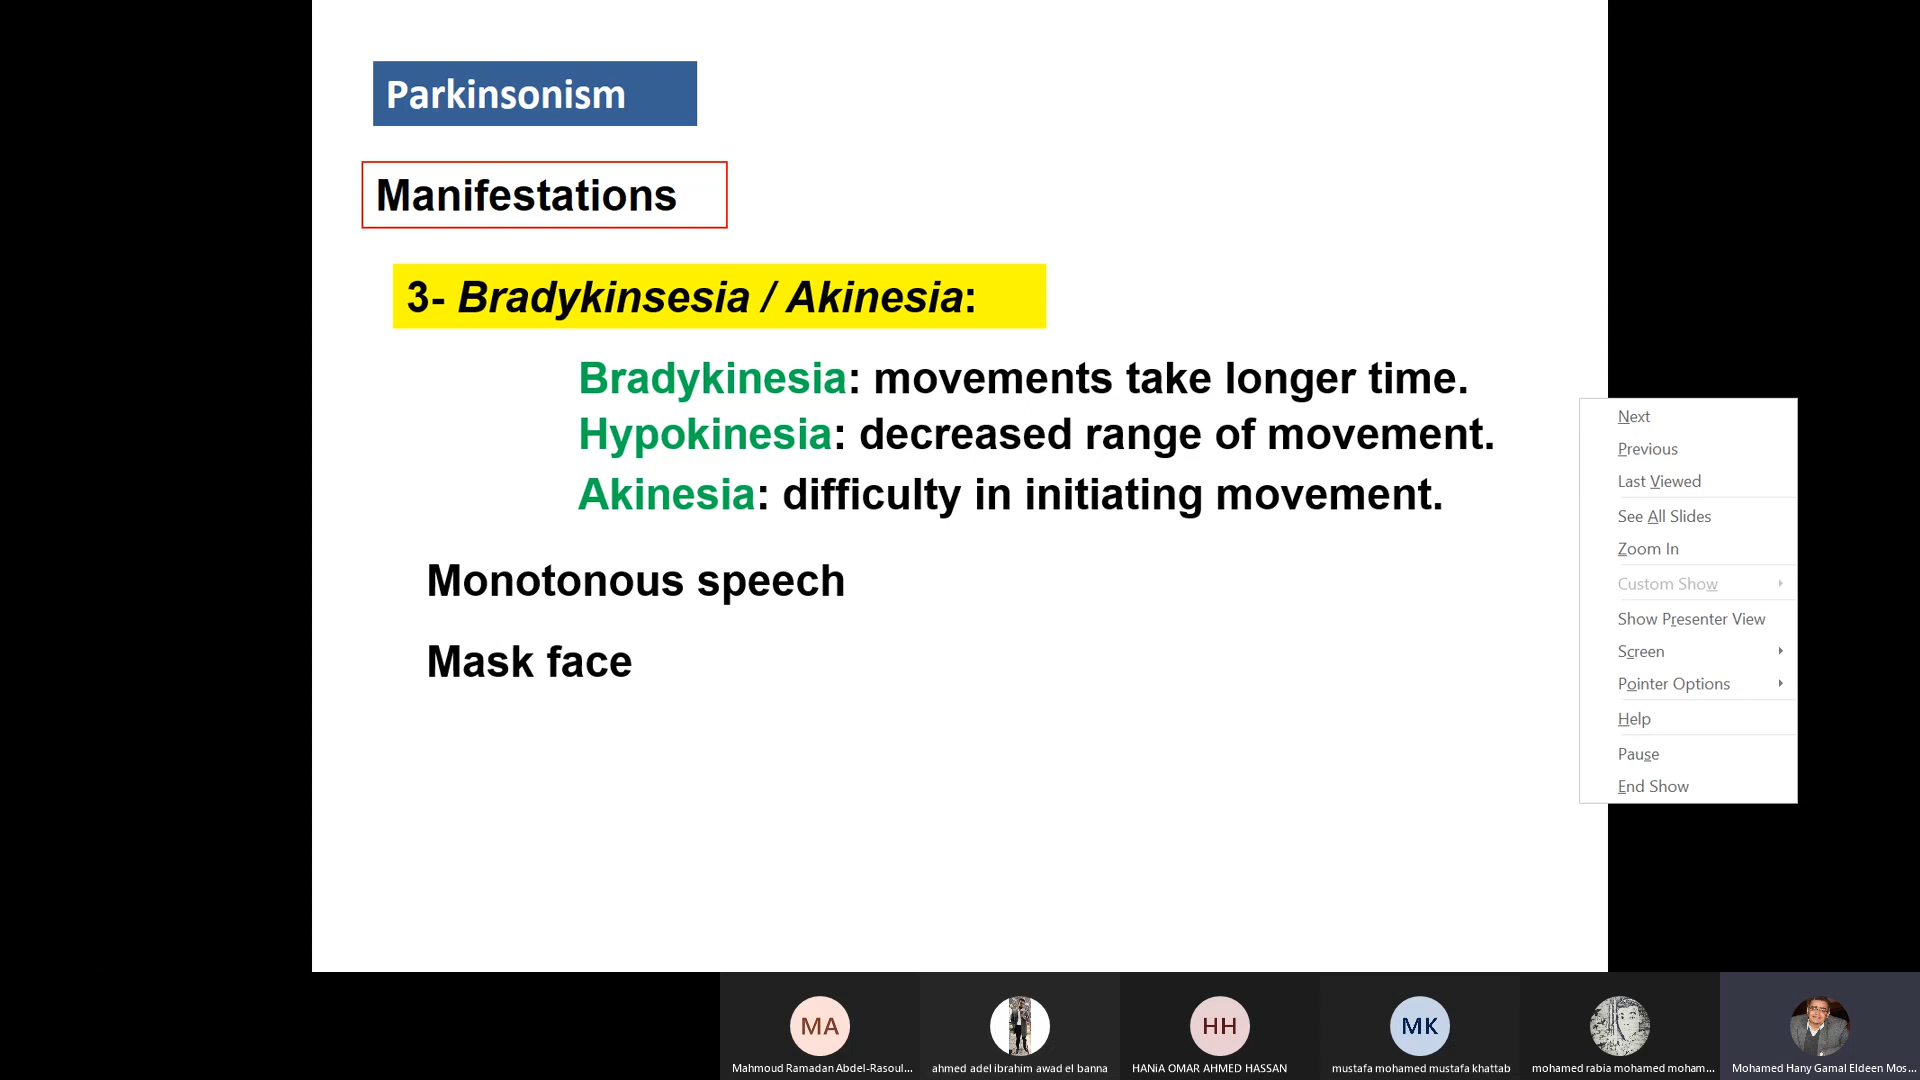 Parkinsonism
Manifestations
3- Bradykinsesia / Akinesia:
Bradykinesia: movements take longer time.
Hypokinesia: decreased range of movement.
Akinesia: difficulty in initiating movement.
Monotonous speech
Mask face
Next
Previous
Last Viewed
See All Slides
Zoom In
Custom Show
Show Presenter View
Screen
Pointer Options
Help
Pause
End Show
MA
HH
MK
Mahmoud Ramadan Abdel-Rasoul...
ahmed adel ibrahim awad el banna
HANiA OMAR AHMED HASSAN
mustafa mohamed mustafa khattab
mohamed rabia mohamed moham...
Mohamed Hany Gamal Eldeen Mos...